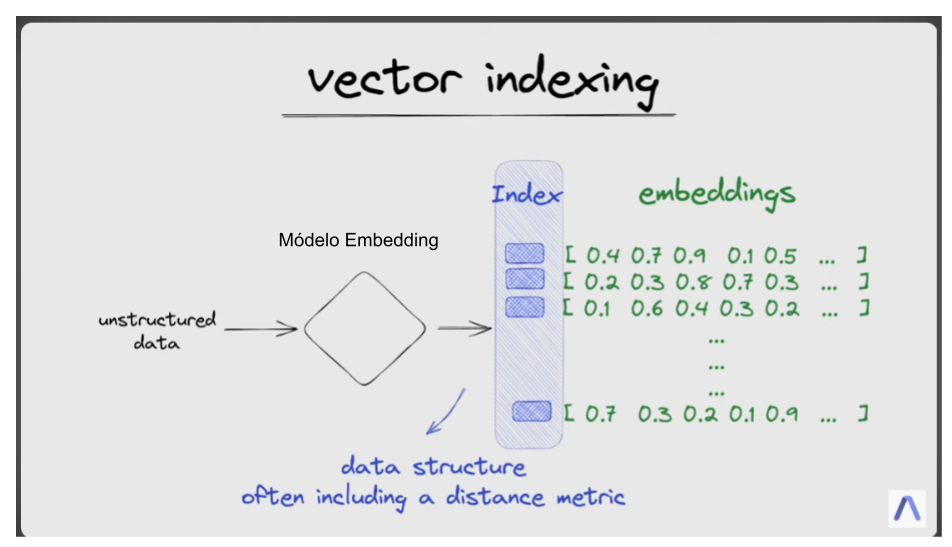 vector indexing
Index
embeddings
Módelo Embedding
[ 0.4 0.7 0.9 0.1 0.5 ... ]
[ 0.2 0.3 0.8 0.7 0.3 ... ]
[ 0.1 0.6 0.4 0.3 0.2 ... ]
unstructured
data
...
...
...
[ 0.7 0.3 0.2 0.1 0.9 ... ]
data structure
often including a distance metric